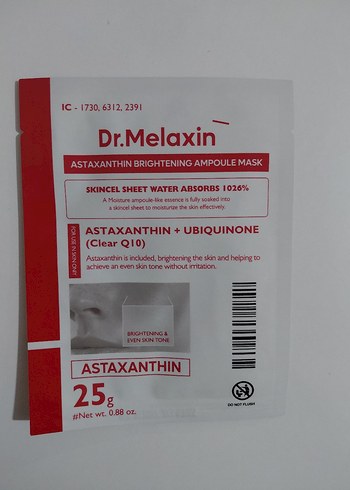 IC - 1730, 6312, 2391
Dr.Melaxin
ASTAXANTHIN BRIGHTENING AMPOULE MASK
SKINCEL SHEET WATER ABSORBS 1026%
A Moisture ampoule-like essence is fully soaked into
a skincel sheet to moisturize the skin effectively.
FOR USE IN SKIN ONLY
ASTAXANTHIN + UBIQUINONE
(Clear Q10)
Astaxanthin is included, brightening the skin and helping to
achieve an even skin tone without irritation.
BRIGHTENING &
EVEN SKIN TONE
ASTAXANTHIN
25g
#Net wt. 0.88 oz.
DO NOT FLUSH